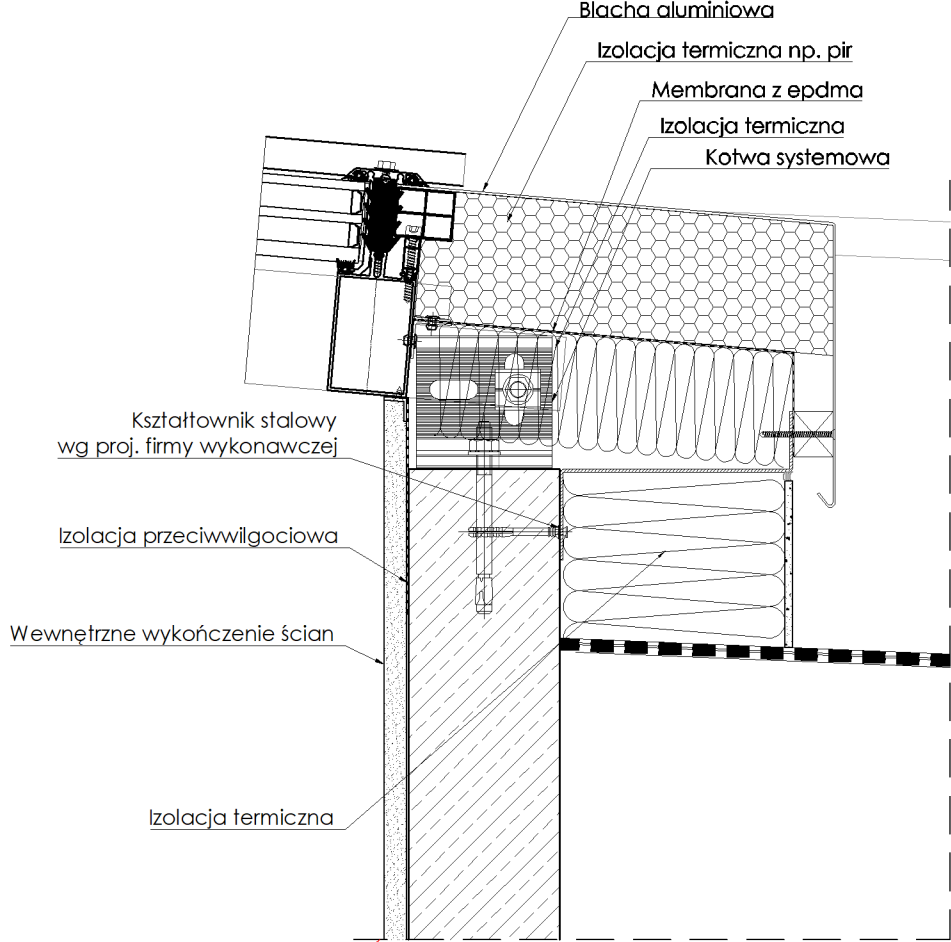 Blacha aluminiowa
Izolacja termiczna np. pir
Membrana z epdma
Izolacja termiczna
Kotwa systemowa
Kształtownik stalowy
wg proj. firmy wykonawczej
Izolacja przeciwwilgociowa
Wewnętrzne wykończenie ścian
Izolacja termiczna